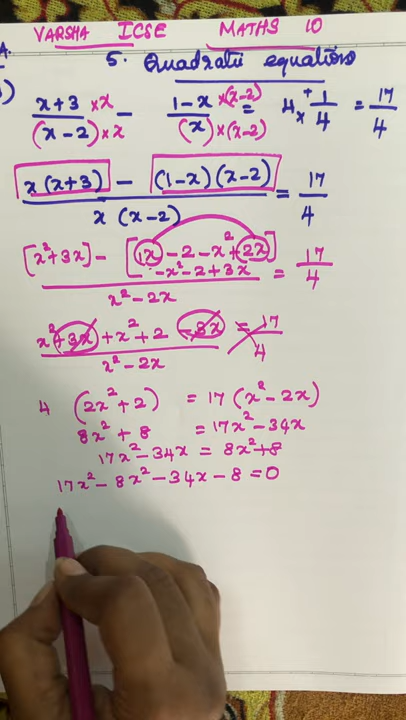 VARSHA ICSE MATHS 10
A.
5. Quadratic equations
) (x+3)/(x-2) ×x/×x - (1-x)/(x) ×(x-2)/×(x-2) = 4 × + 1/4 = 17/4
(x(x+3) - (1-x)(x-2))/(x(x-2)) = 17/4
([x²+3x] - [1x-2-x²+2x])/(x²-2x) = 17/4
-x²-2+3x
(x²+3x+x²+2-3x)/(x²-2x) = 17/4
4 (2x²+2) = 17(x²-2x)
8x²+8 = 17x²-34x
17x²-34x = 8x²+8
17x²-8x²-34x-8=0